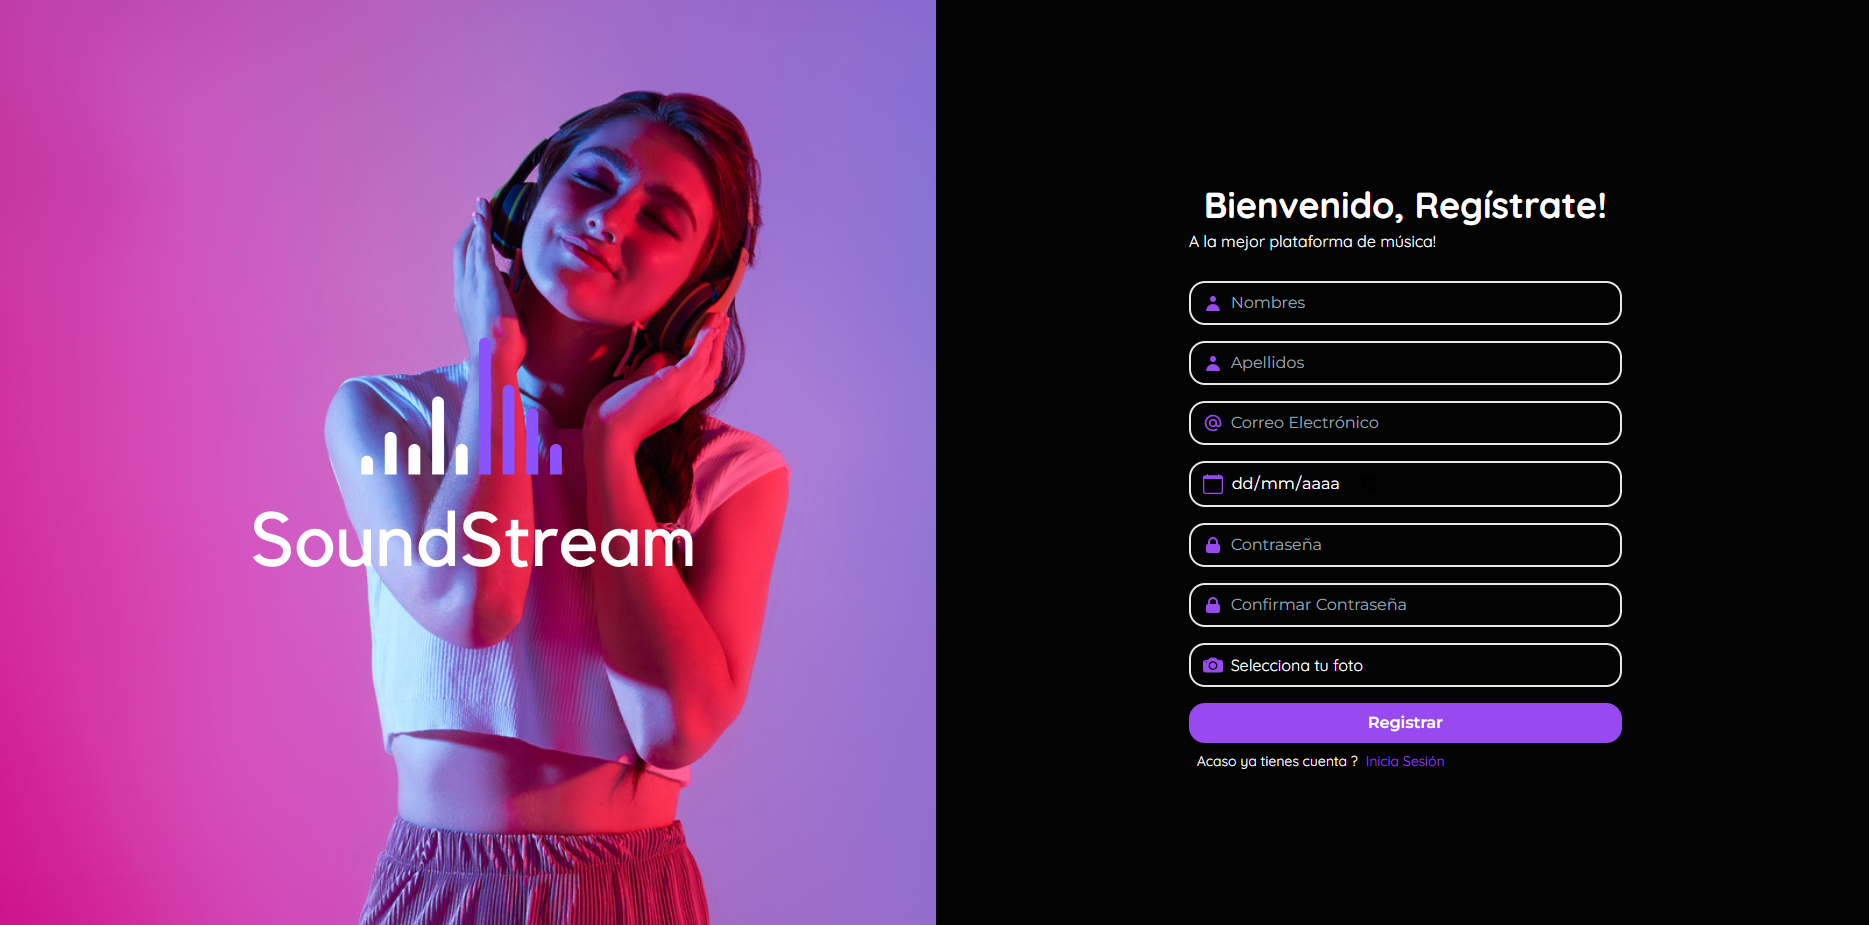 SoundStream
Bienvenido, Regístrate!
A la mejor plataforma de música!
Nombres
Apellidos
Correo Electrónico
dd/mm/aaaa
Contraseña
Confirmar Contraseña
Selecciona tu foto
Registrar
Acaso ya tienes cuenta ? Inicia Sesión